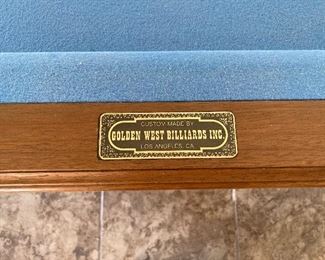 CUSTOM MADE BY
GOLDEN WEST BILLIARDS INC.
LOS ANGELES, CA